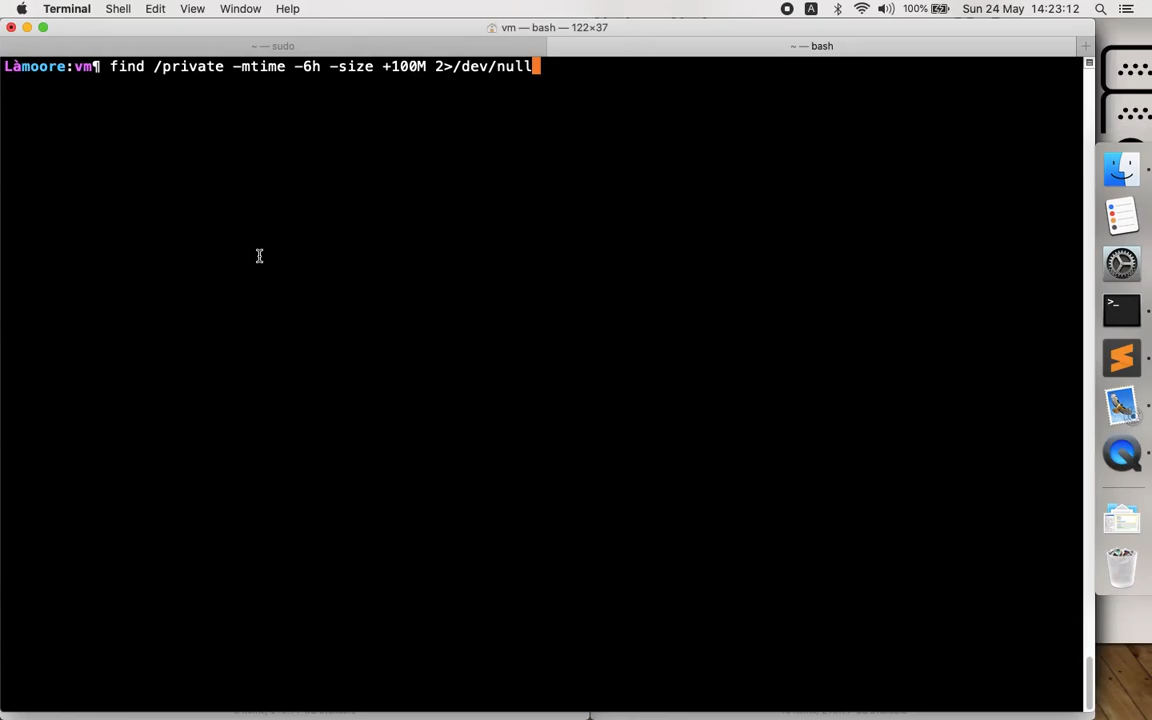 Terminal Shell Edit View Window Help A 100% Sun 24 May 14:23:12
vm — bash — 122×37
~ — sudo ~ — bash +
Làmoore:vm¶ find /private -mtime -6h -size +100M 2>/dev/null
>_